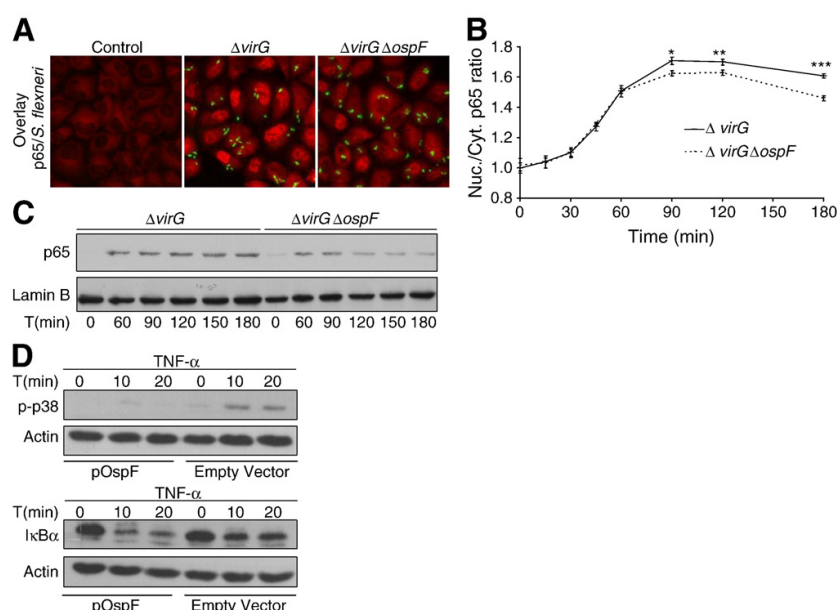 A
Control
ΔvirG
ΔvirG ΔospF
Overlay
p65/S. flexneri
B
Nuc./Cyt. p65 ratio
1.8
1.6
1.4
1.2
1.0
0.8
* ** ***
Δ virG
Δ virGΔospF
0 30 60 90 120 150 180
Time (min)
C
ΔvirG ΔvirG ΔospF
p65
Lamin B
T(min) 0 60 90 120 150 180 0 60 90 120 150 180
D
TNF-α
T(min) 0 10 20 0 10 20
p-p38
Actin
pOspF Empty Vector
TNF-α
T(min) 0 10 20 0 10 20
IκBα
Actin
pOspF Empty Vector